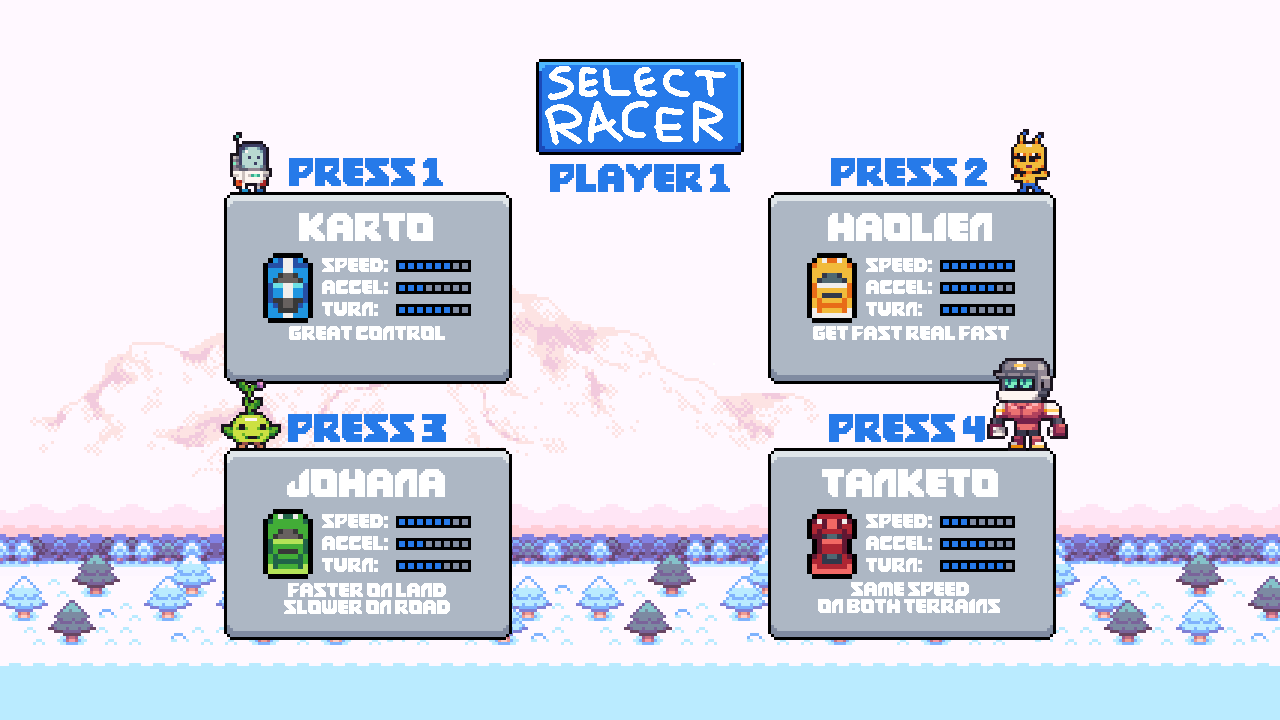 SELECT
RACER
PLAYER 1
PRESS 1
KARTO
SPEED:
ACCEL:
TURN:
GREAT CONTROL
PRESS 2
HAOLIEN
SPEED:
ACCEL:
TURN:
GET FAST REAL FAST
PRESS 3
JOHANA
SPEED:
ACCEL:
TURN:
FASTER ON LAND
SLOWER ON ROAD
PRESS 4
TANKETO
SPEED:
ACCEL:
TURN:
SAME SPEED
ON BOTH TERRAINS